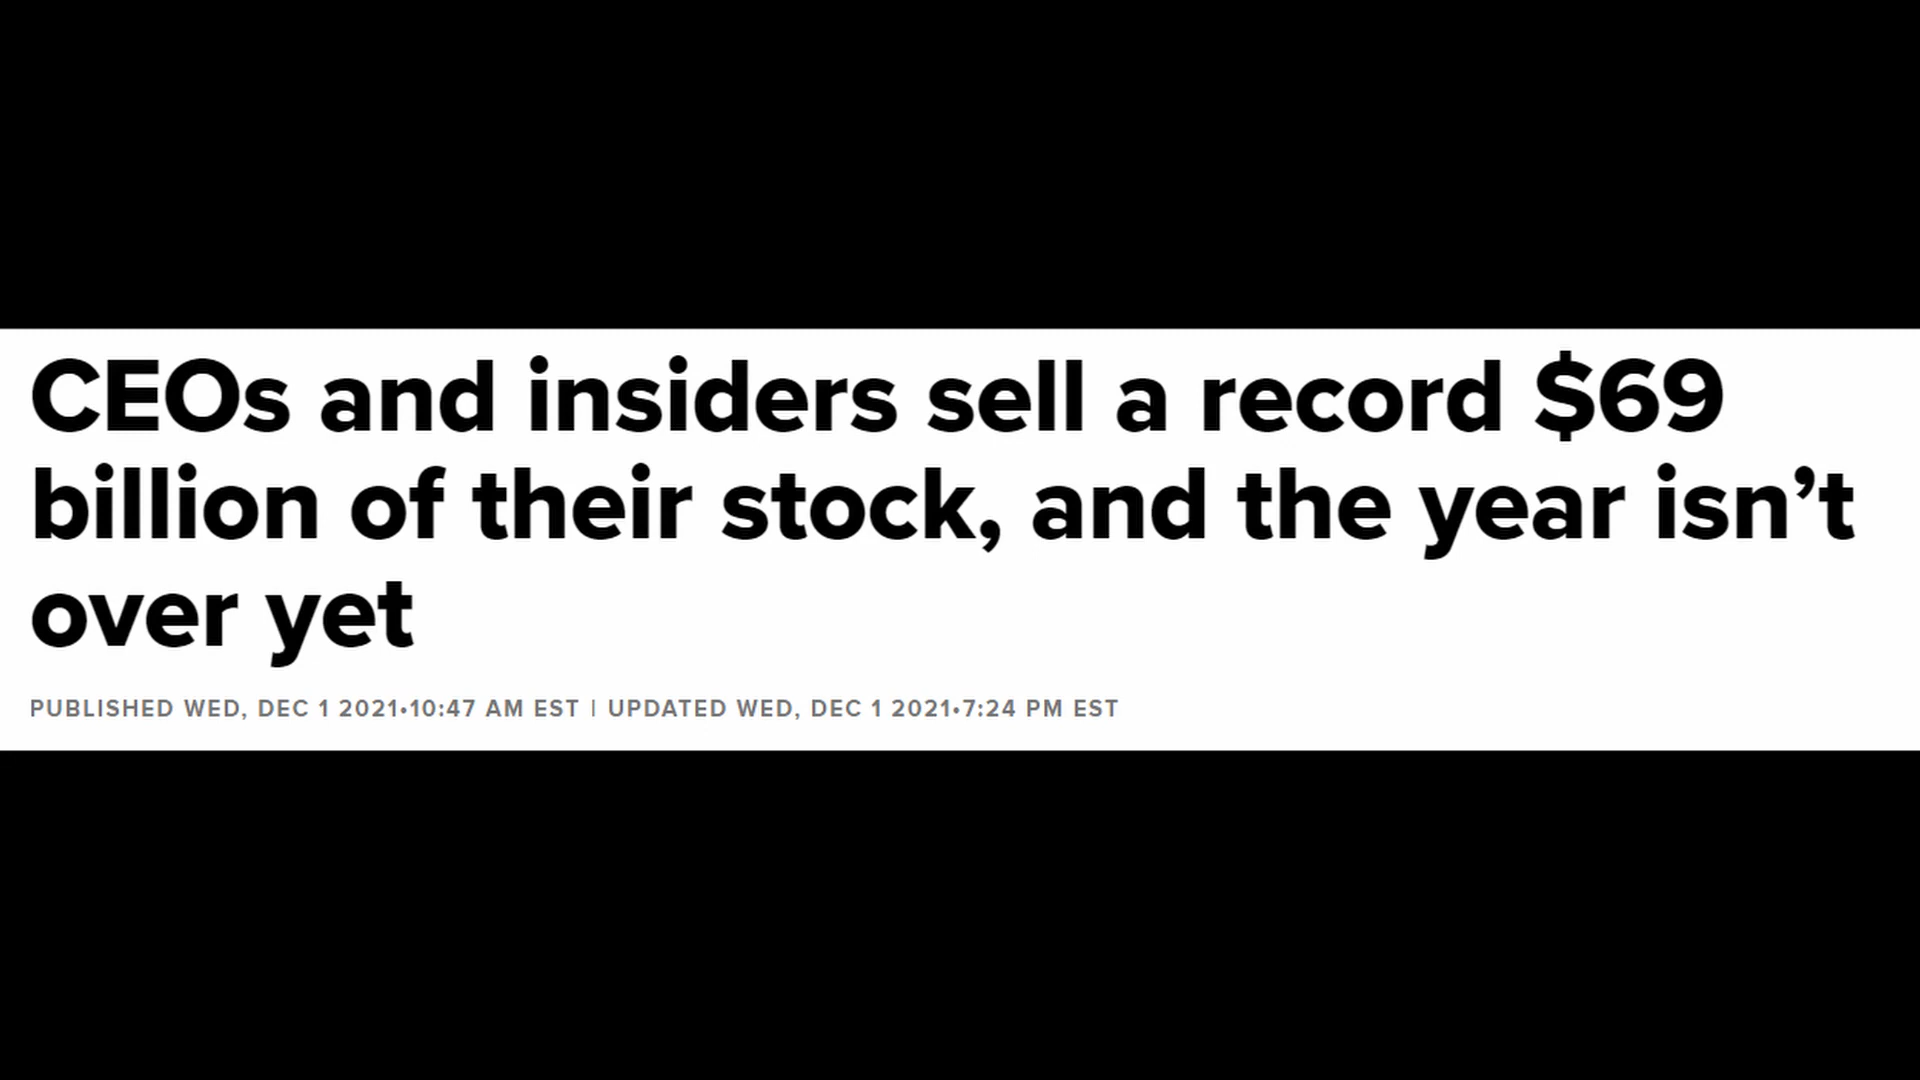 CEOs and insiders sell a record $69
billion of their stock, and the year isn’t
over yet
PUBLISHED WED, DEC 1 2021•10:47 AM EST | UPDATED WED, DEC 1 2021•7:24 PM EST